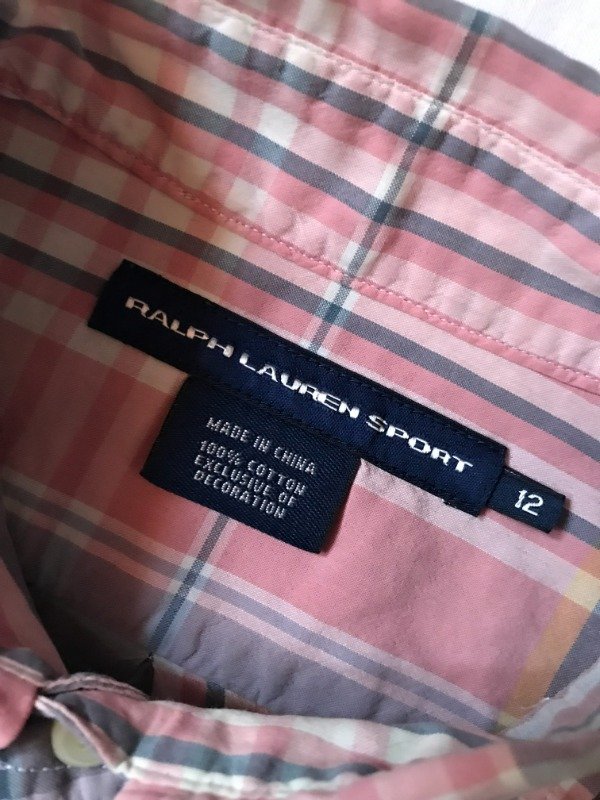 RALPH LAUREN SPORT
12
MADE IN CHINA
100% COTTON
EXCLUSIVE OF
DECORATION